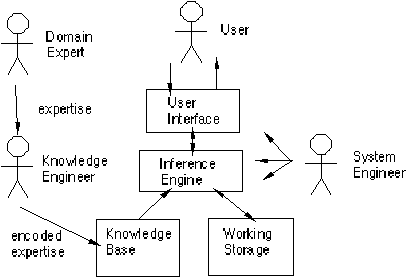 Domain
Expert
User
expertise
User
Interface
Knowledge
Engineer
Inference
Engine
System
Engineer
encoded
expertise
Knowledge
Base
Working
Storage